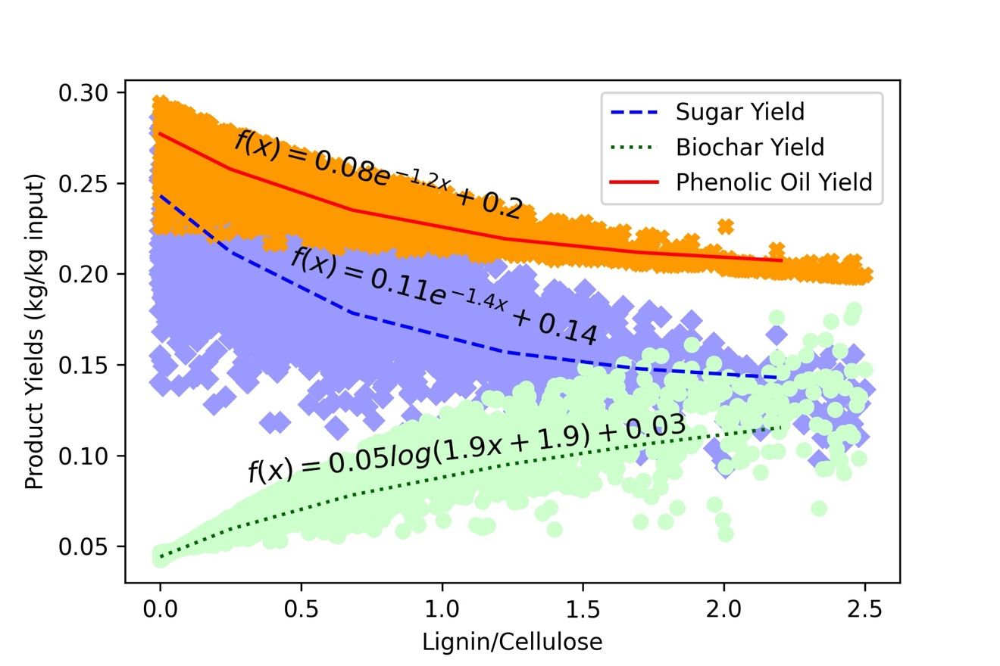 0.30
0.25
0.20
0.15
0.10
0.05
Product Yields (kg/kg input)
Sugar Yield
Biochar Yield
Phenolic Oil Yield
f(x) = 0.08e^{−1.2x} + 0.2
f(x) = 0.11e^{−1.4x} + 0.14
f(x) = 0.05log(1.9x + 1.9) + 0.03
0.0 0.5 1.0 1.5 2.0 2.5
Lignin/Cellulose